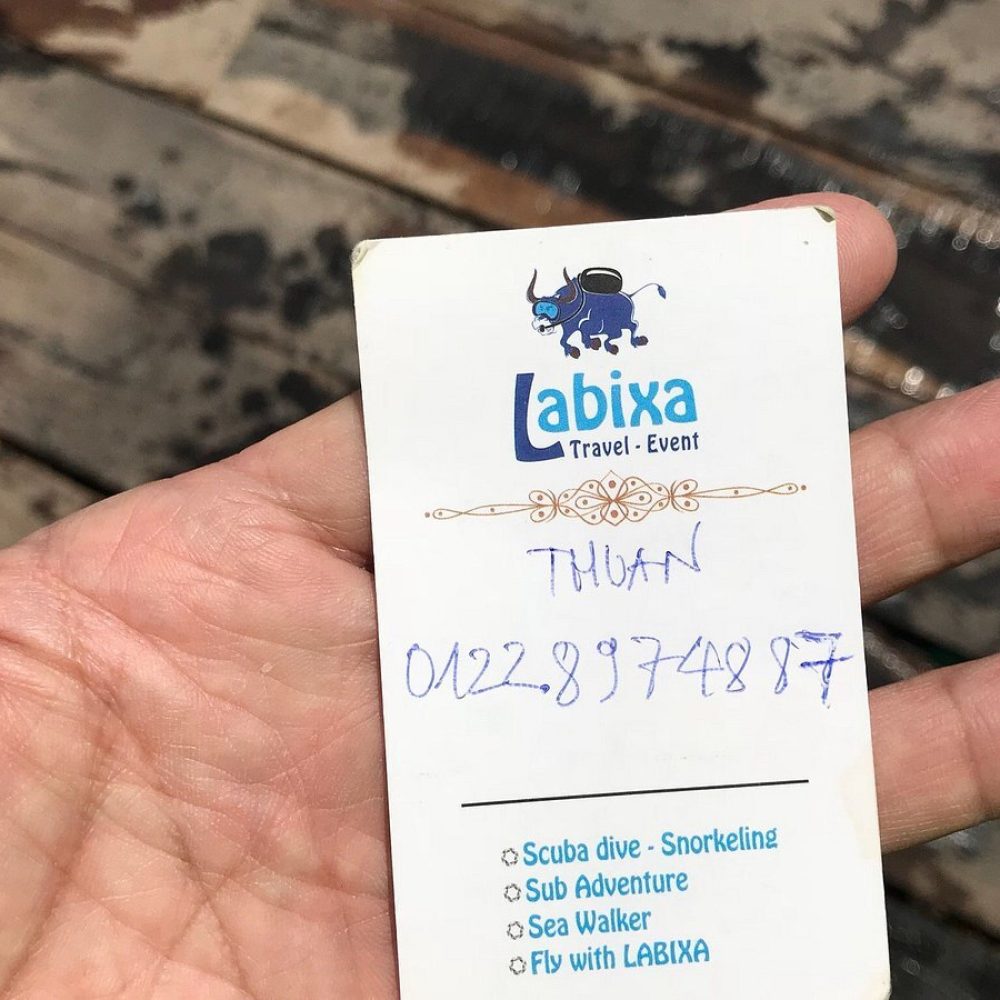 Labixa
Travel - Event
THUAN
0122.8974887
Scuba dive - Snorkeling
Sub Adventure
Sea Walker
Fly with LABIXA